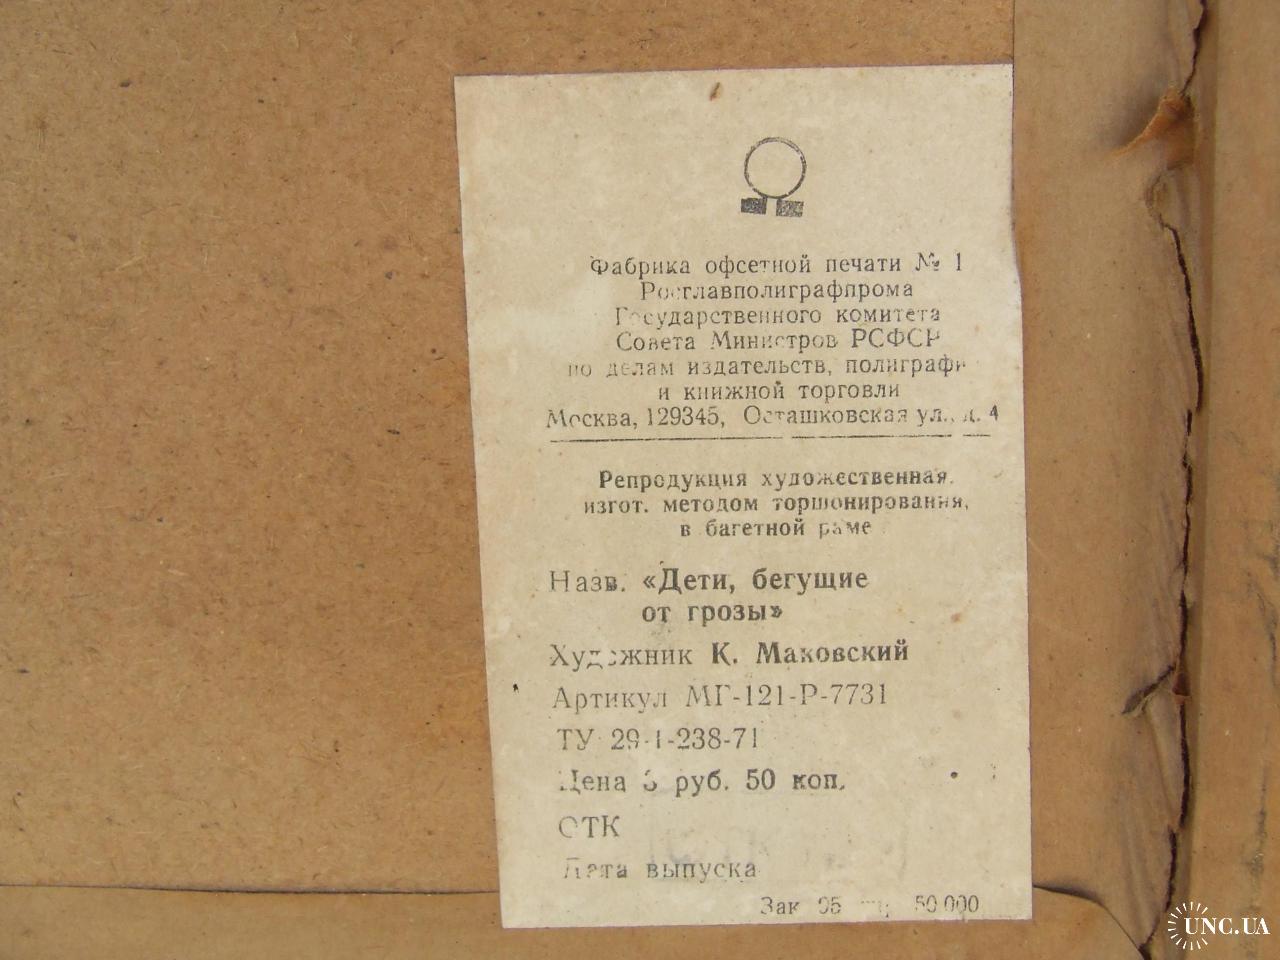 Фабрика офсетной печати № 1
Росглавполиграфпрома
Государственного комитета
Совета Министров РСФСР
по делам издательств, полиграфи
и книжной торговли
Москва, 129345, Осташковская ул., д. 4
Репродукция художественная,
изгот. методом торшонирования,
в багетной раме
Назв. «Дети, бегущие
от грозы»
Художник К. Маковский
Артикул МГ-121-Р-7731
ТУ 29-1-238-71
Цена руб. 50 коп.
ОТК
Дата выпуска
Зак 50 000
UNC.UA